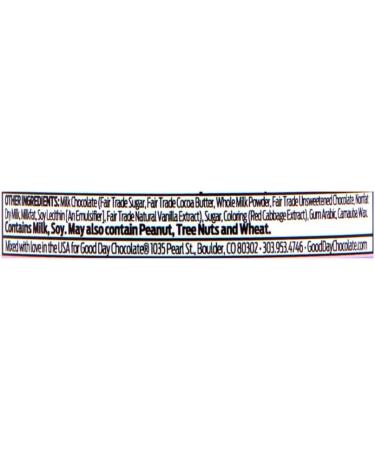 OTHER INGREDIENTS: Milk Chocolate (Fair Trade Sugar, Fair Trade Cocoa Butter, Whole Milk Powder, Fair Trade Unsweetened Chocolate, Nonfat
Dry Milk, Milkfat, Soy Lecithin [An Emulsifier], Fair Trade Natural Vanilla Extract), Sugar, Coloring (Red Cabbage Extract), Gum Arabic, Carnauba Wax.
Contains Milk, Soy. May also contain Peanut, Tree Nuts and Wheat.
Mixed with love in the USA for Good Day Chocolate® 1035 Pearl St., Boulder, CO 80302 · 303.953.4746 · GoodDayChocolate.com